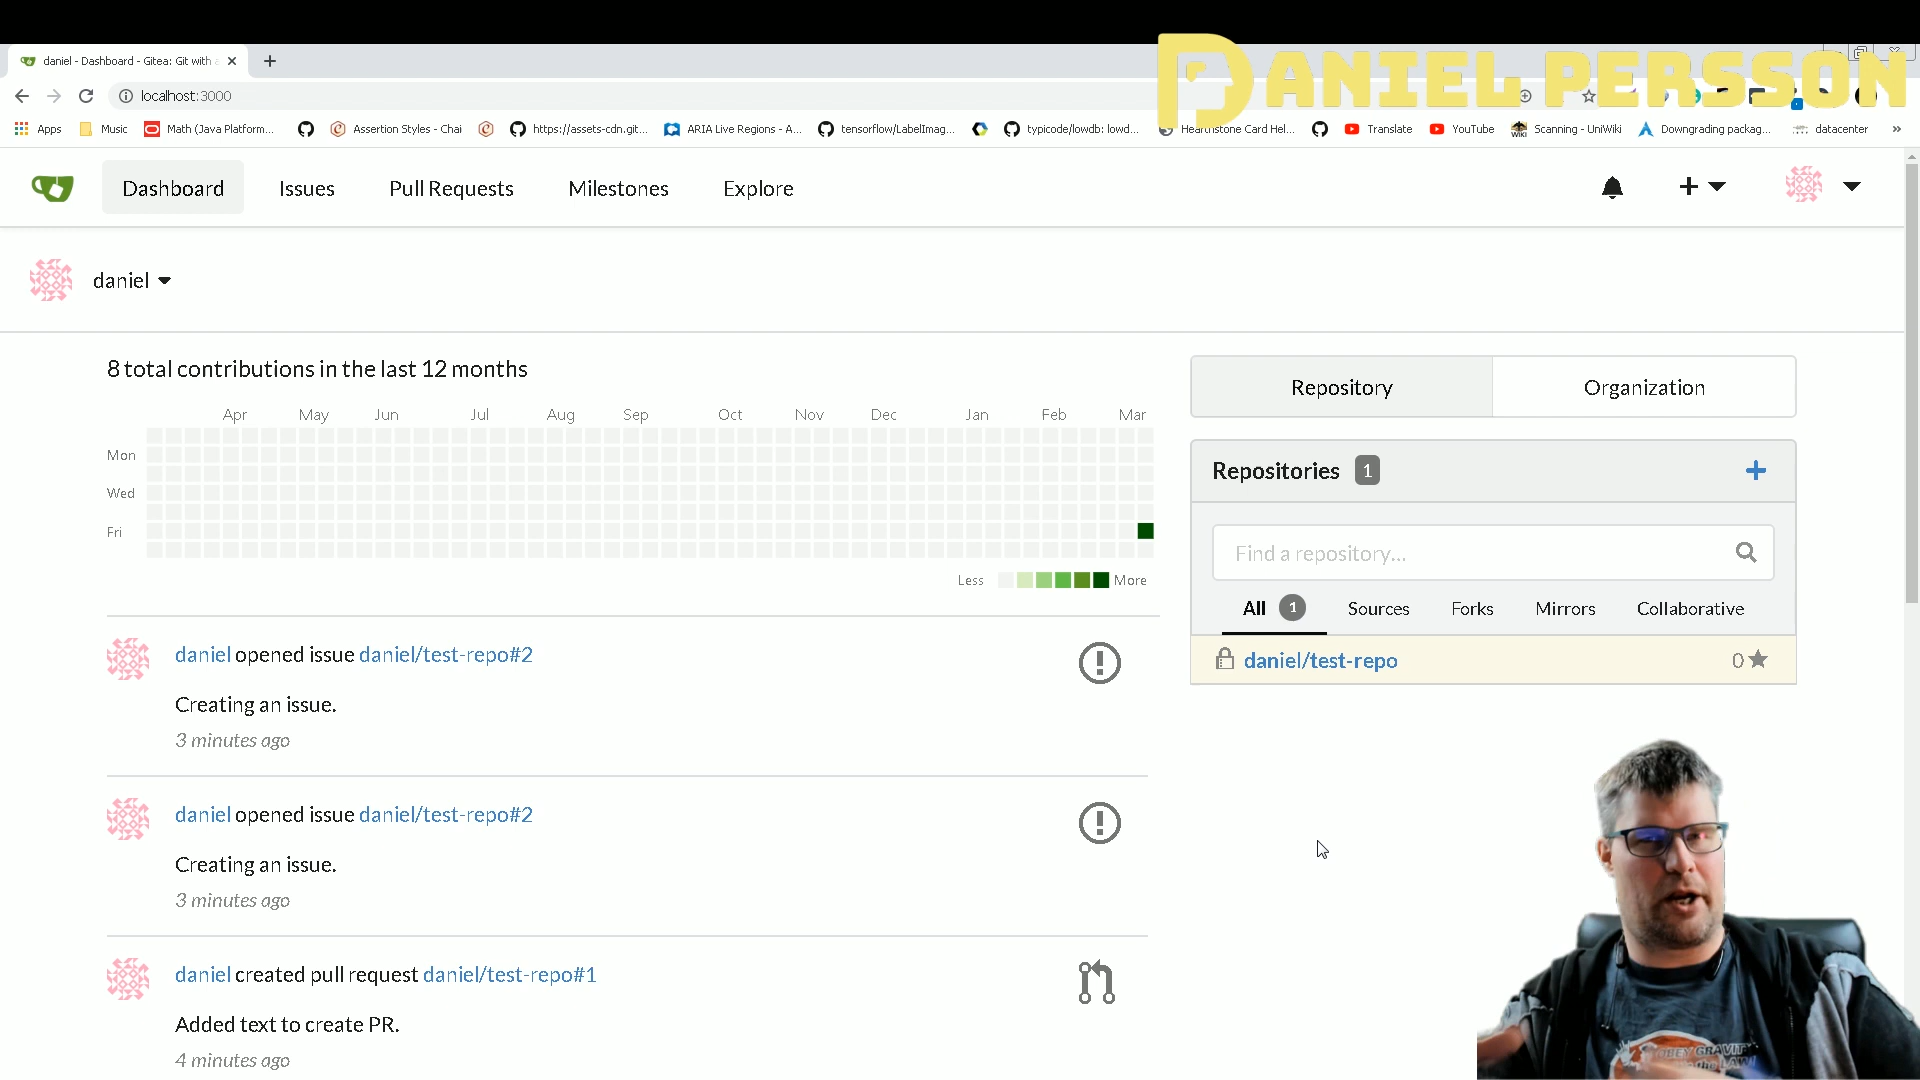 DANIEL PERSSON
daniel - Dashboard - Gitea: Git with a
localhost:3000
Apps
Music
Math (Java Platform...
Assertion Styles - Chai
https://assets-cdn.git...
ARIA Live Regions - A...
tensorflow/LabelImag...
typicode/lowdb: lowd...
Hearthstone Card Hel...
Translate
YouTube
Scanning - UniWiki
Downgrading packag...
datacenter
»
Dashboard
Issues
Pull Requests
Milestones
Explore
daniel
8 total contributions in the last 12 months
Apr May Jun Jul Aug Sep Oct Nov Dec Jan Feb Mar
Mon
Wed
Fri
Less More
Repository
Organization
Repositories 1
Find a repository...
All 1 Sources Forks Mirrors Collaborative
daniel/test-repo 0
daniel opened issue daniel/test-repo#2
Creating an issue.
3 minutes ago
daniel opened issue daniel/test-repo#2
Creating an issue.
3 minutes ago
daniel created pull request daniel/test-repo#1
Added text to create PR.
4 minutes ago
OBEY GRAVITY
LAW!